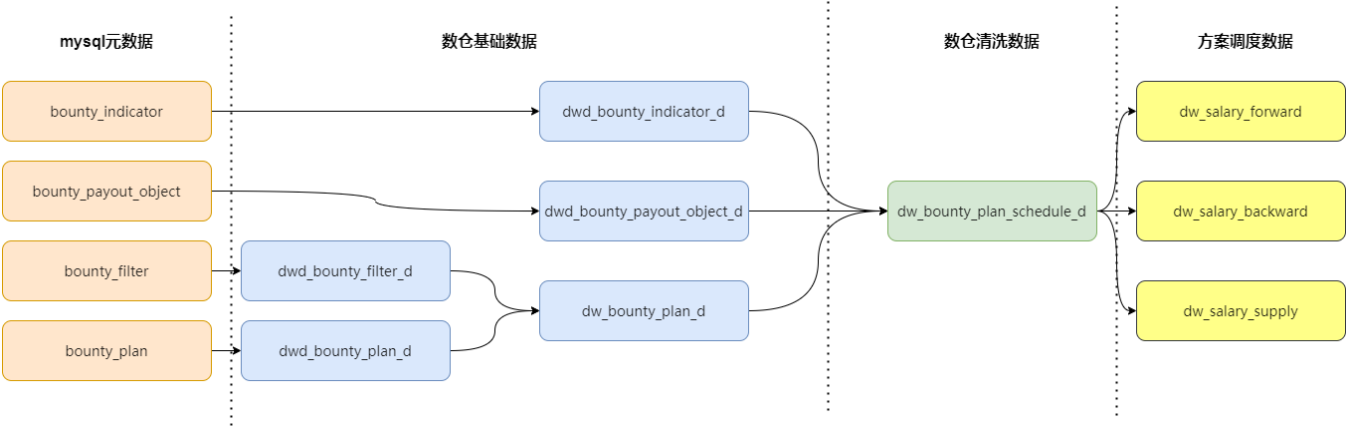 mysql元数据
数仓基础数据
数仓清洗数据
方案调度数据
bounty_indicator
dwd_bounty_indicator_d
dw_salary_forward
bounty_payout_object
dwd_bounty_payout_object_d
dw_bounty_plan_schedule_d
dw_salary_backward
bounty_filter
dwd_bounty_filter_d
dw_bounty_plan_d
dw_salary_supply
bounty_plan
dwd_bounty_plan_d